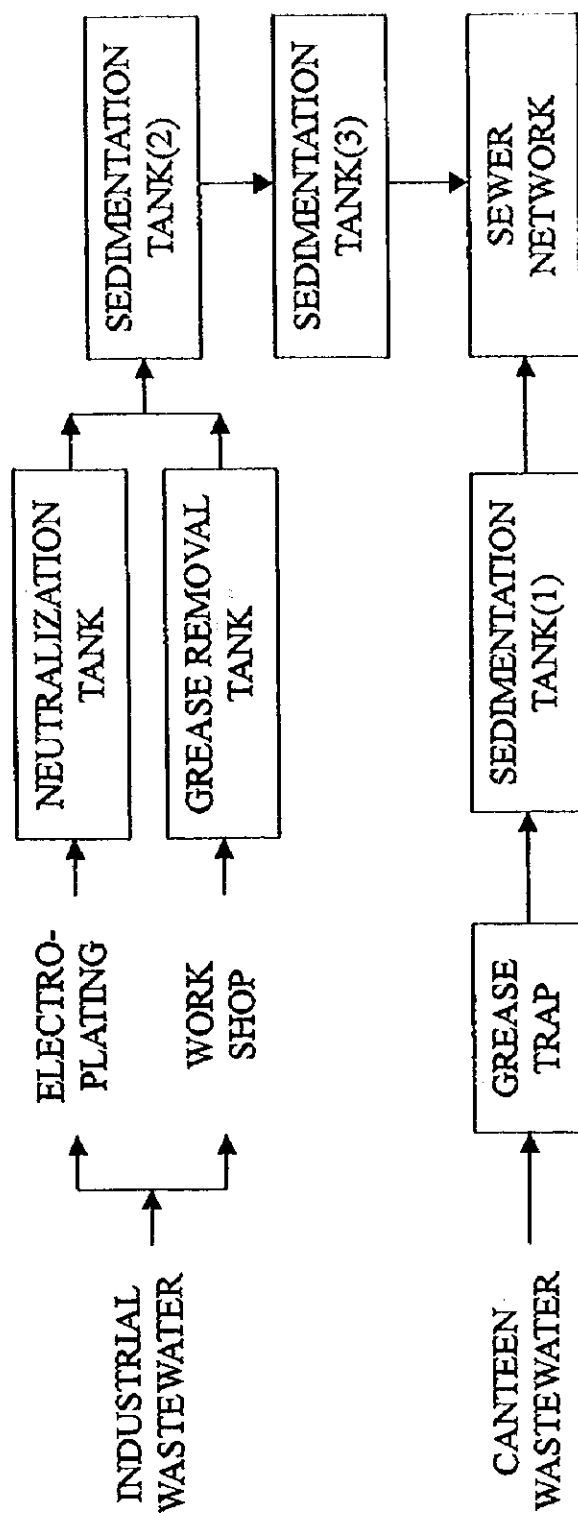 INDUSTRIAL
WASTEWATER
ELECTRO-
PLATING
WORK
SHOP
NEUTRALIZATION
TANK
GREASE REMOVAL
TANK
SEDIMENTATION
TANK(2)
SEDIMENTATION
TANK(3)
CANTEEN
WASTEWATER
GREASE
TRAP
SEDIMENTATION
TANK(1)
SEWER
NETWORK